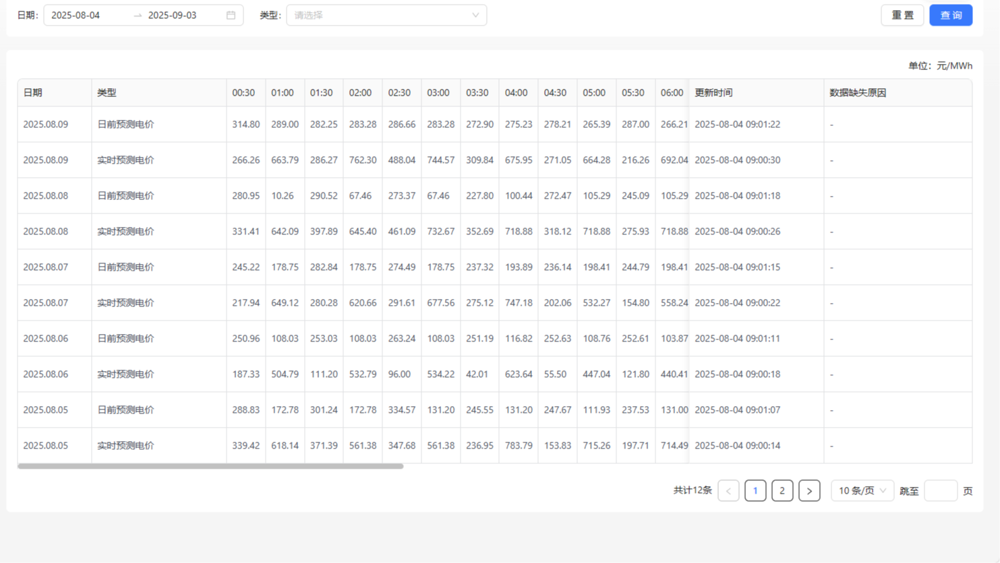 日期: 2025-08-04 → 2025-09-03 类型: 请选择 重 置 查 询
单位：元/MWh
日期 类型 00:30 01:00 01:30 02:00 02:30 03:00 03:30 04:00 04:30 05:00 05:30 06:00 更新时间 数据缺失原因
2025.08.09 日前预测电价 314.80 289.00 282.25 283.28 286.66 283.28 272.90 275.23 278.21 265.39 287.00 266.21 2025-08-04 09:01:22 -
2025.08.09 实时预测电价 266.26 663.79 286.27 762.30 488.04 744.57 309.84 675.95 271.05 664.28 216.26 692.04 2025-08-04 09:00:30 -
2025.08.08 日前预测电价 280.95 10.26 290.52 67.46 273.37 67.46 227.80 100.44 272.47 105.29 245.09 105.29 2025-08-04 09:01:18 -
2025.08.08 实时预测电价 331.41 642.09 397.89 645.40 461.09 732.67 352.69 718.88 318.12 718.88 275.93 718.88 2025-08-04 09:00:26 -
2025.08.07 日前预测电价 245.22 178.75 282.84 178.75 274.49 178.75 237.32 193.89 236.14 198.41 244.79 198.41 2025-08-04 09:01:15 -
2025.08.07 实时预测电价 217.94 649.12 280.28 620.66 291.61 677.56 275.12 747.18 202.06 532.27 154.80 558.24 2025-08-04 09:00:22 -
2025.08.06 日前预测电价 250.96 108.03 253.03 108.03 263.24 108.03 251.19 116.82 252.63 108.76 252.61 103.87 2025-08-04 09:01:11 -
2025.08.06 实时预测电价 187.33 504.79 111.20 532.79 96.00 534.22 42.01 623.64 55.50 447.04 121.80 440.41 2025-08-04 09:00:18 -
2025.08.05 日前预测电价 288.83 172.78 301.24 172.78 334.57 131.20 245.55 131.20 247.67 111.93 237.53 131.00 2025-08-04 09:01:07 -
2025.08.05 实时预测电价 339.42 618.14 371.39 561.38 347.68 561.38 236.95 783.79 153.83 715.26 197.71 714.49 2025-08-04 09:00:14 -
共计12条 < 1 2 > 10 条/页 跳至 页